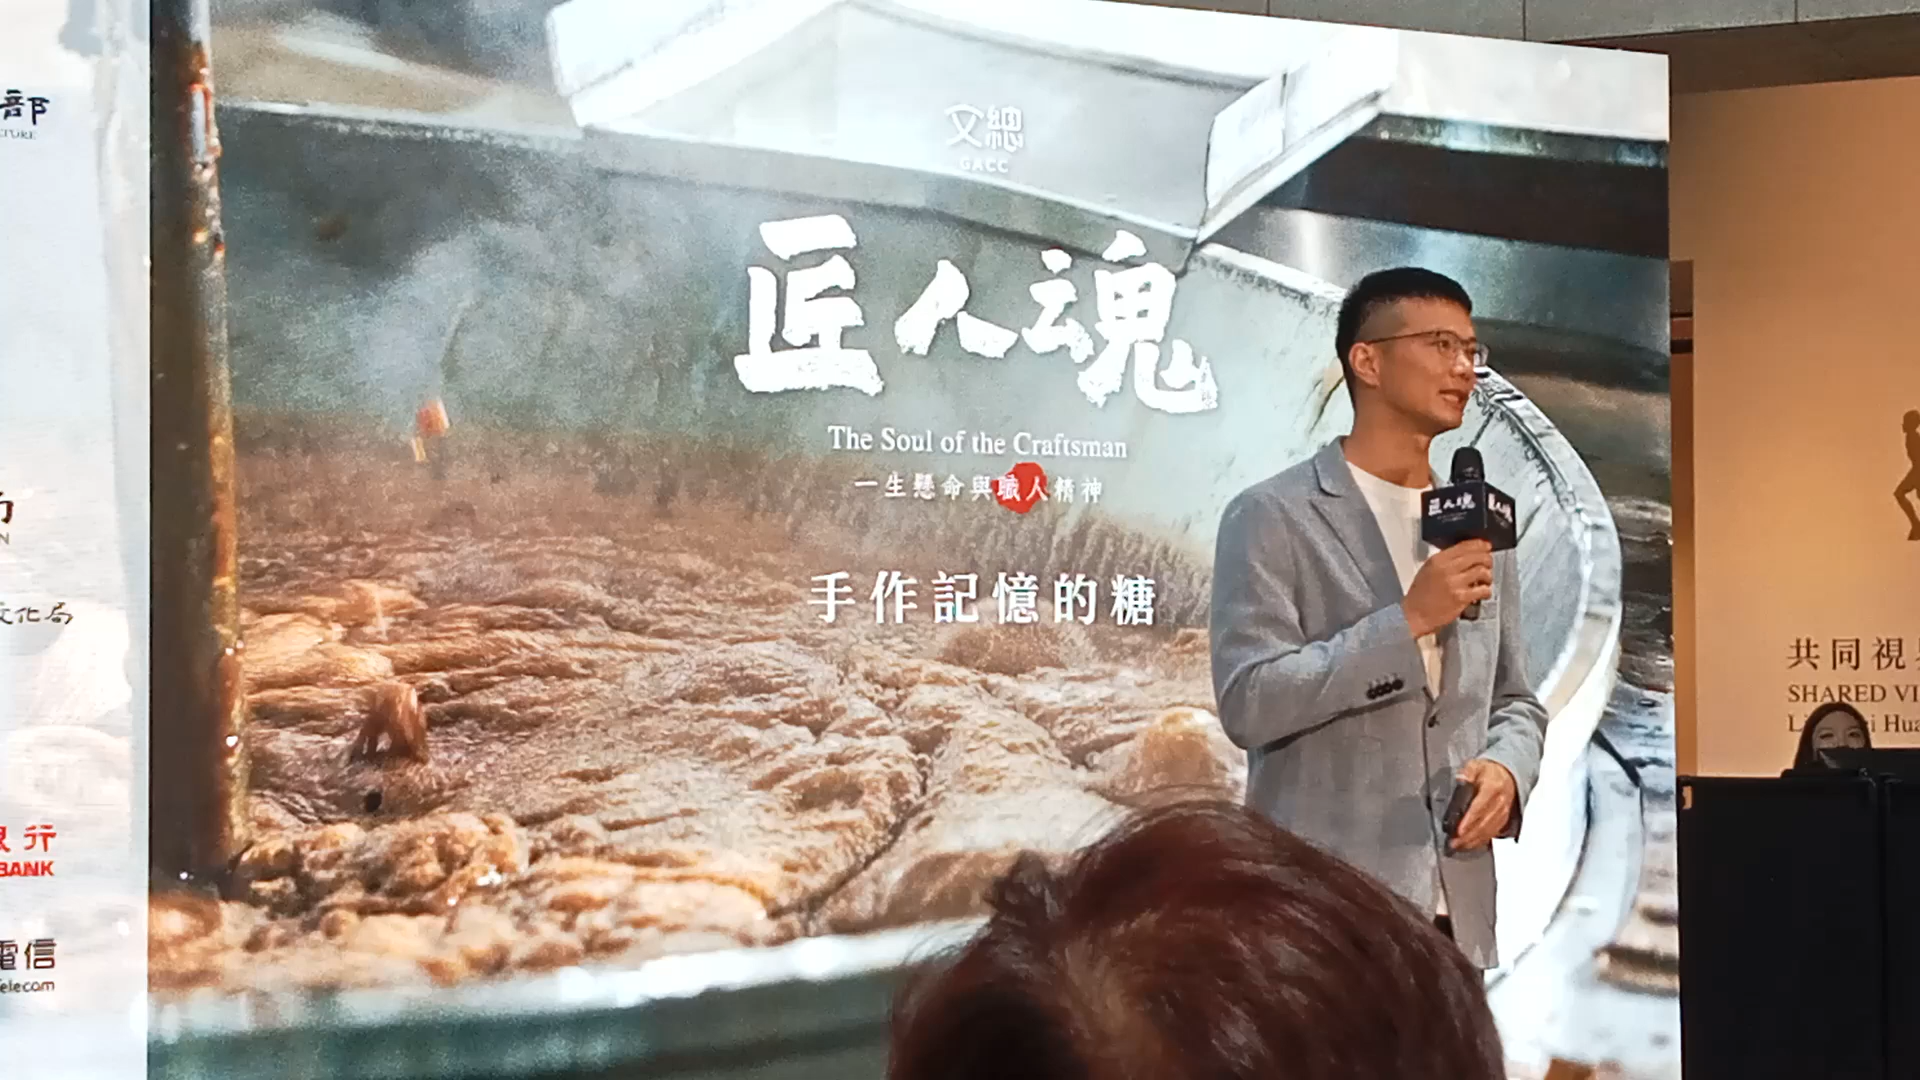 部
文總
GACC
匠人魂
The Soul of the Craftsman
一生懸命與職人精神
手作記憶的糖
匠人魂
文化局
銀行
BANK
電信
elecom
共同視
SHARED VI